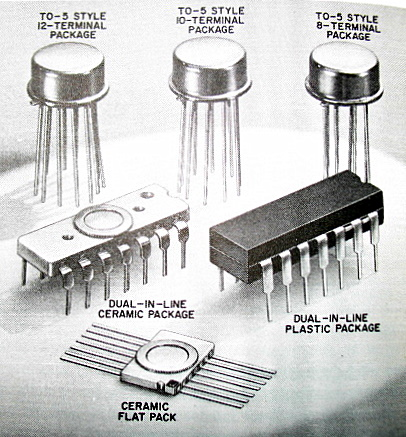 TO-5 STYLE
12-TERMINAL
PACKAGE
TO-5 STYLE
10-TERMINAL
PACKAGE
TO-5 STYLE
8-TERMINAL
PACKAGE
DUAL-IN-LINE
CERAMIC PACKAGE
DUAL-IN-LINE
PLASTIC PACKAGE
CERAMIC
FLAT PACK